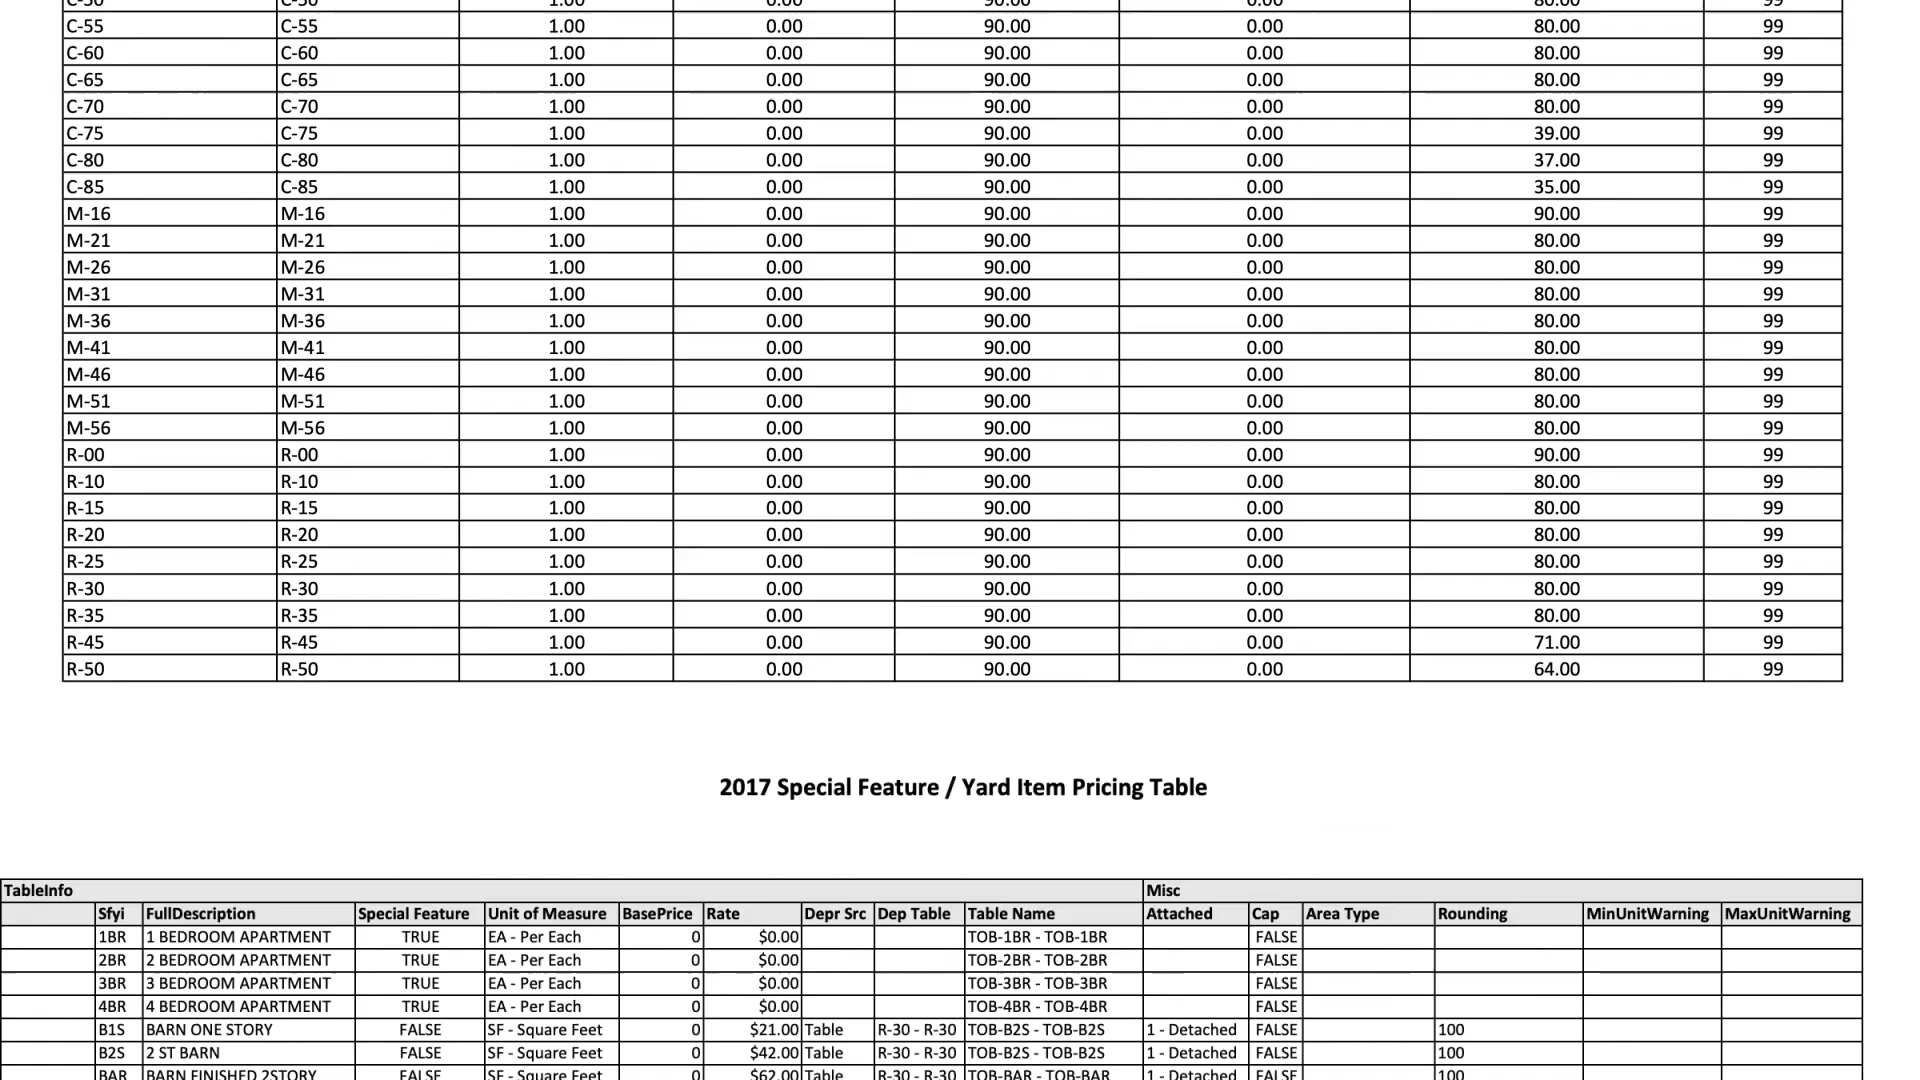 C-50 C-50 1.00 0.00 90.00 0.00 80.00 99
C-55 C-55 1.00 0.00 90.00 0.00 80.00 99
C-60 C-60 1.00 0.00 90.00 0.00 80.00 99
C-65 C-65 1.00 0.00 90.00 0.00 80.00 99
C-70 C-70 1.00 0.00 90.00 0.00 80.00 99
C-75 C-75 1.00 0.00 90.00 0.00 39.00 99
C-80 C-80 1.00 0.00 90.00 0.00 37.00 99
C-85 C-85 1.00 0.00 90.00 0.00 35.00 99
M-16 M-16 1.00 0.00 90.00 0.00 90.00 99
M-21 M-21 1.00 0.00 90.00 0.00 80.00 99
M-26 M-26 1.00 0.00 90.00 0.00 80.00 99
M-31 M-31 1.00 0.00 90.00 0.00 80.00 99
M-36 M-36 1.00 0.00 90.00 0.00 80.00 99
M-41 M-41 1.00 0.00 90.00 0.00 80.00 99
M-46 M-46 1.00 0.00 90.00 0.00 80.00 99
M-51 M-51 1.00 0.00 90.00 0.00 80.00 99
M-56 M-56 1.00 0.00 90.00 0.00 80.00 99
R-00 R-00 1.00 0.00 90.00 0.00 90.00 99
R-10 R-10 1.00 0.00 90.00 0.00 80.00 99
R-15 R-15 1.00 0.00 90.00 0.00 80.00 99
R-20 R-20 1.00 0.00 90.00 0.00 80.00 99
R-25 R-25 1.00 0.00 90.00 0.00 80.00 99
R-30 R-30 1.00 0.00 90.00 0.00 80.00 99
R-35 R-35 1.00 0.00 90.00 0.00 80.00 99
R-45 R-45 1.00 0.00 90.00 0.00 71.00 99
R-50 R-50 1.00 0.00 90.00 0.00 64.00 99
2017 Special Feature / Yard Item Pricing Table
TableInfo Misc
Sfyi FullDescription Special Feature Unit of Measure BasePrice Rate Depr Src Dep Table Table Name Attached Cap Area Type Rounding MinUnitWarning MaxUnitWarning
1BR 1 BEDROOM APARTMENT TRUE EA - Per Each 0 $0.00 TOB-1BR - TOB-1BR FALSE
2BR 2 BEDROOM APARTMENT TRUE EA - Per Each 0 $0.00 TOB-2BR - TOB-2BR FALSE
3BR 3 BEDROOM APARTMENT TRUE EA - Per Each 0 $0.00 TOB-3BR - TOB-3BR FALSE
4BR 4 BEDROOM APARTMENT TRUE EA - Per Each 0 $0.00 TOB-4BR - TOB-4BR FALSE
B1S BARN ONE STORY FALSE SF - Square Feet 0 $21.00 Table R-30 - R-30 TOB-B2S - TOB-B2S 1 - Detached FALSE 100
B2S 2 ST BARN FALSE SF - Square Feet 0 $42.00 Table R-30 - R-30 TOB-B2S - TOB-B2S 1 - Detached FALSE 100
BAR BARN FINISHED 2STORY FALSE SF - Square Feet 0 $62.00 Table R-30 - R-30 TOB-BAR - TOB-BAR 1 - Detached FALSE 100